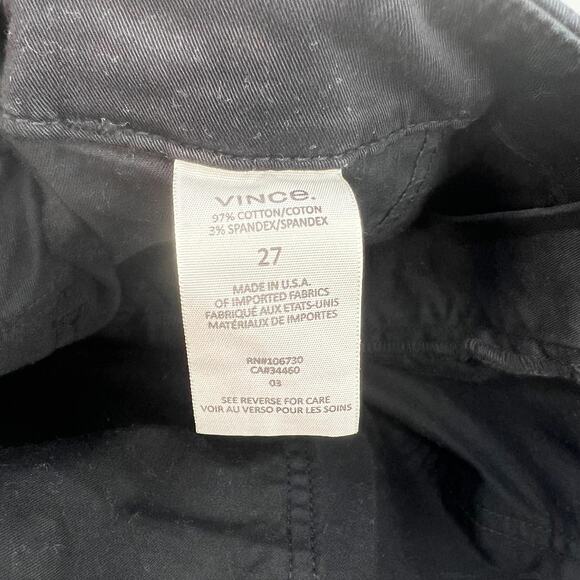 VINCe.
97% COTTON/COTON
3% SPANDEX/SPANDEX
27
MADE IN U.S.A.
OF IMPORTED FABRICS
FABRIQUÉ AUX ETATS-UNIS
MATÉRIAUX DE IMPORTES
RN#106730
CA#34460
03
SEE REVERSE FOR CARE
VOIR AU VERSO POUR LES SOINS